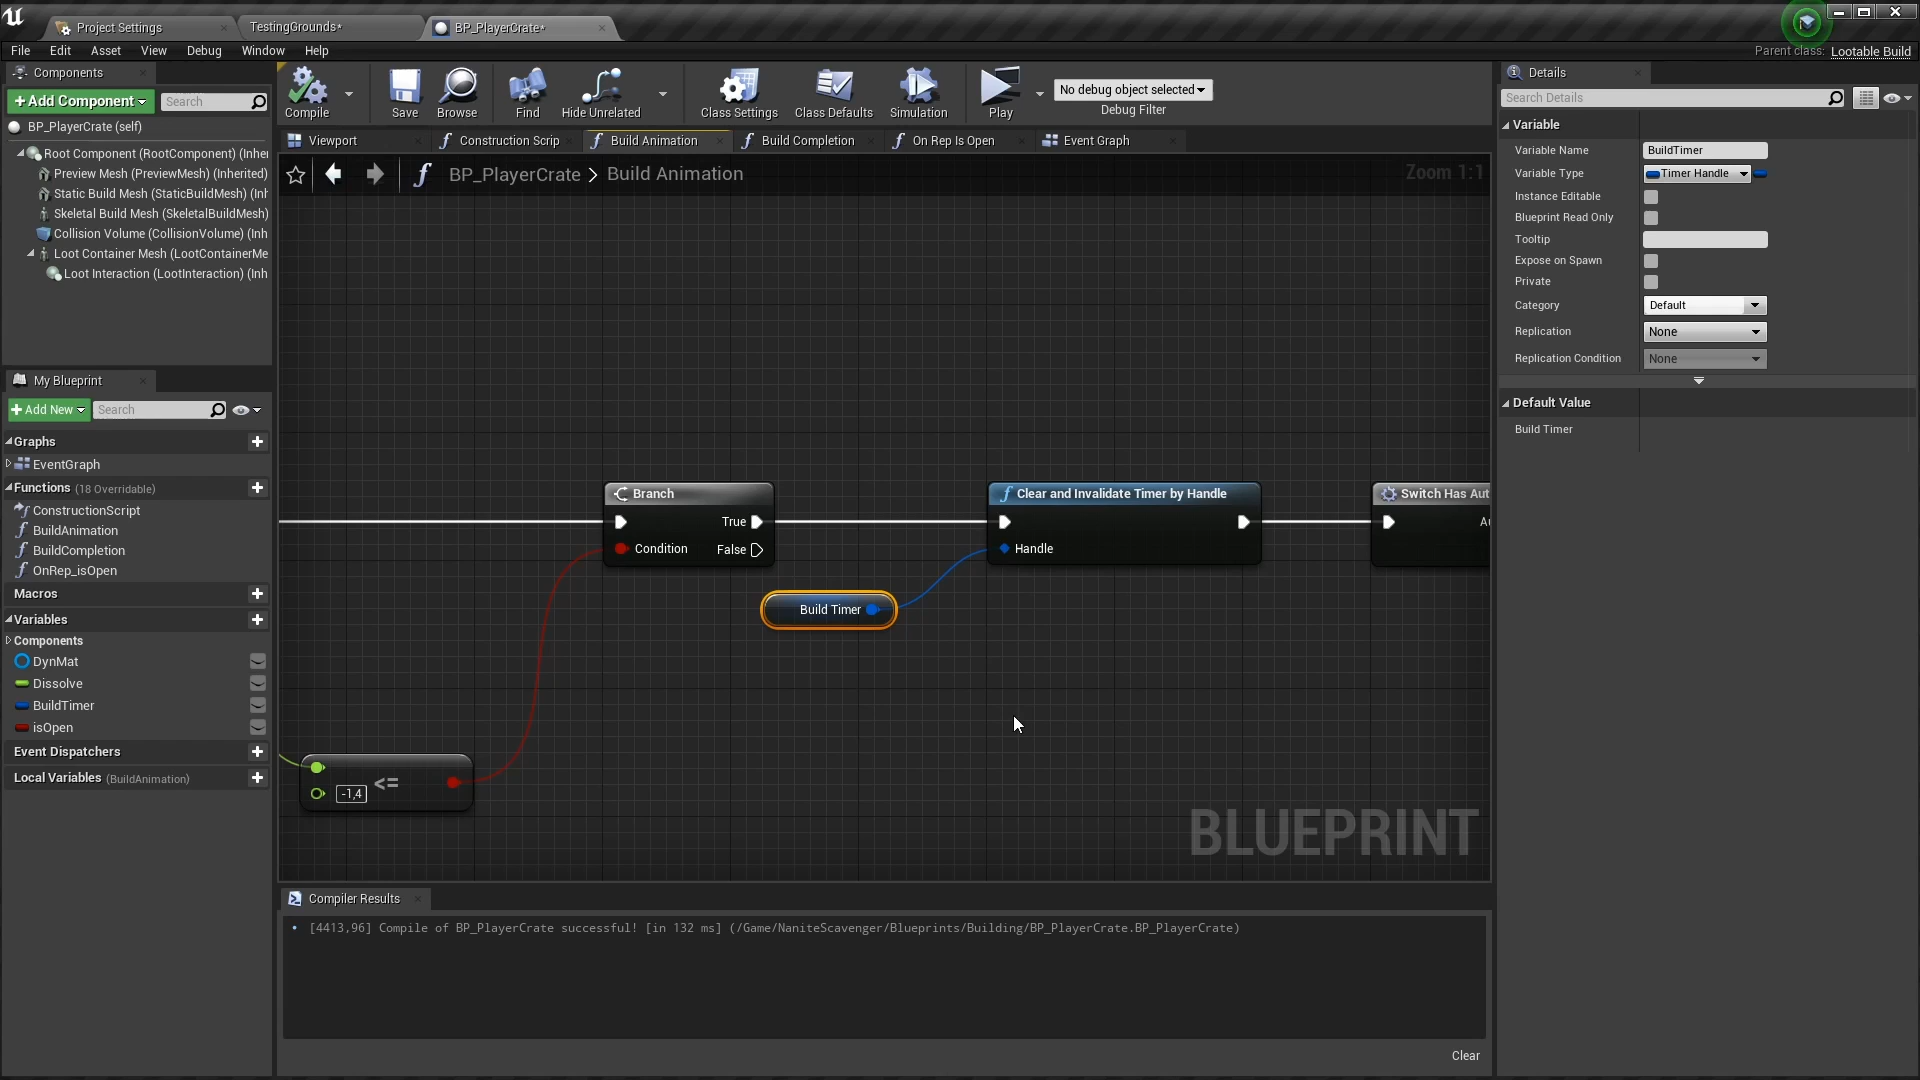 Project Settings
TestingGrounds*
BP_PlayerCrate*
File Edit Asset View Debug Window Help
Parent class: Lootable Build
Components
+ Add Component
Search
BP_PlayerCrate (self)
Root Component (RootComponent) (Inhe
Preview Mesh (PreviewMesh) (Inherited)
Static Build Mesh (StaticBuildMesh) (Inh
Skeletal Build Mesh (SkeletalBuildMesh)
Collision Volume (CollisionVolume) (Inh
Loot Container Mesh (LootContainerMe
Loot Interaction (LootInteraction) (Inh
Compile
Save
Browse
Find
Hide Unrelated
Class Settings
Class Defaults
Simulation
Play
No debug object selected
Debug Filter
Viewport
Construction Scrip
Build Animation
Build Completion
On Rep Is Open
Event Graph
BP_PlayerCrate > Build Animation
Zoom 1:1
My Blueprint
+ Add New
Search
Graphs
EventGraph
Functions (18 Overridable)
ConstructionScript
BuildAnimation
BuildCompletion
OnRep_isOpen
Macros
Variables
Components
DynMat
Dissolve
BuildTimer
isOpen
Event Dispatchers
Local Variables (BuildAnimation)
Branch
True
Condition
False
Clear and Invalidate Timer by Handle
Handle
Switch Has Aut
Au
Build Timer
-1,4
<=
BLUEPRINT
Compiler Results
• [4413,96] Compile of BP_PlayerCrate successful! [in 132 ms] (/Game/NaniteScavenger/Blueprints/Building/BP_PlayerCrate.BP_PlayerCrate)
Clear
Details
Search Details
Variable
Variable Name BuildTimer
Variable Type Timer Handle
Instance Editable
Blueprint Read Only
Tooltip
Expose on Spawn
Private
Category Default
Replication None
Replication Condition None
Default Value
Build Timer